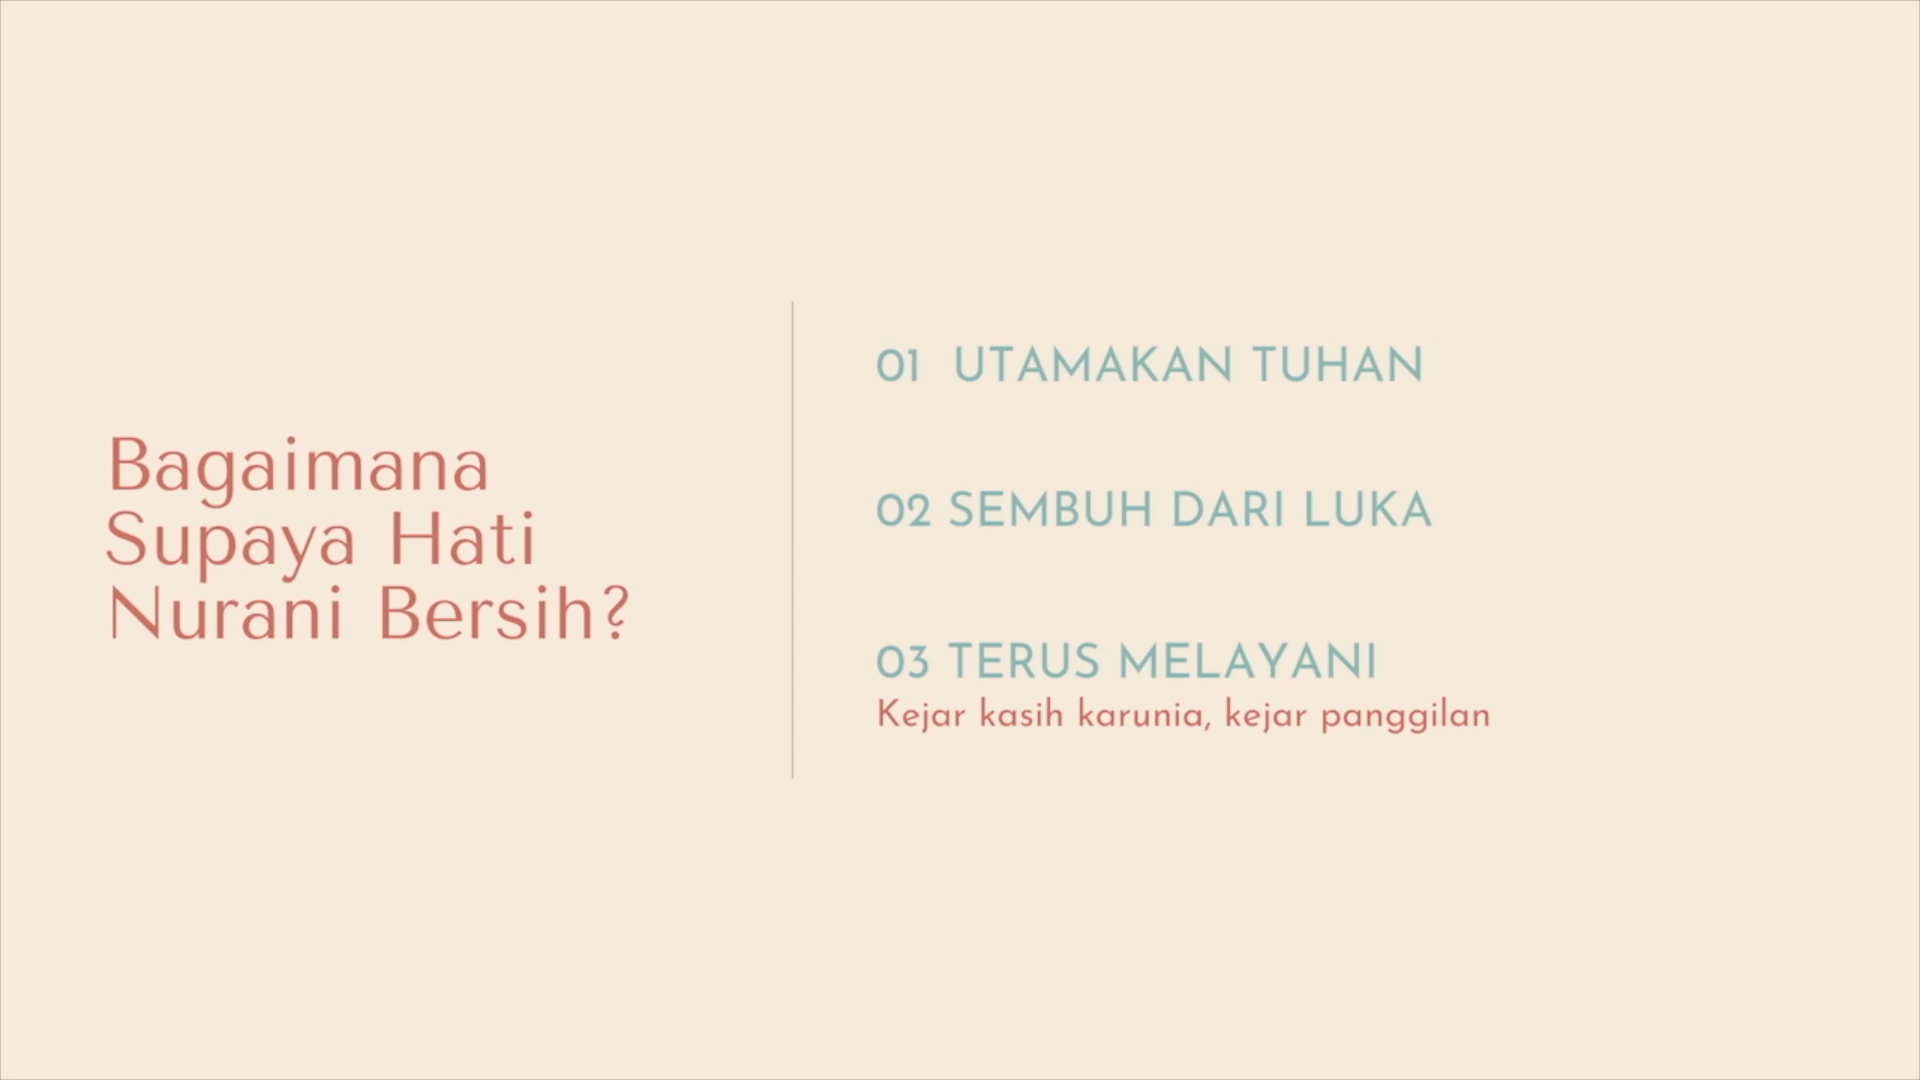 Bagaimana
Supaya Hati
Nurani Bersih?
01 UTAMAKAN TUHAN
02 SEMBUH DARI LUKA
03 TERUS MELAYANI
Kejar kasih karunia, kejar panggilan